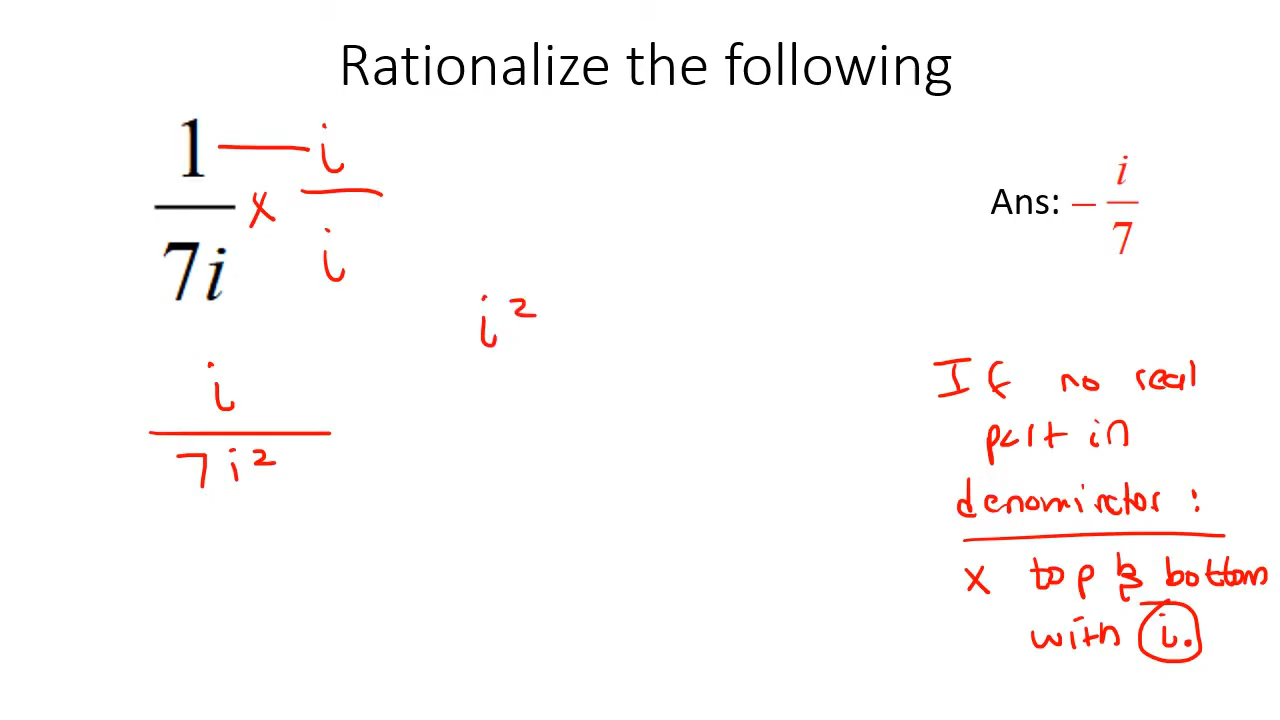 Rationalize the following
1 — i
× 
7i i
Ans: − i
7
i²
i
7i²
If no real
part in
denominator :
× top & bottom
with i.